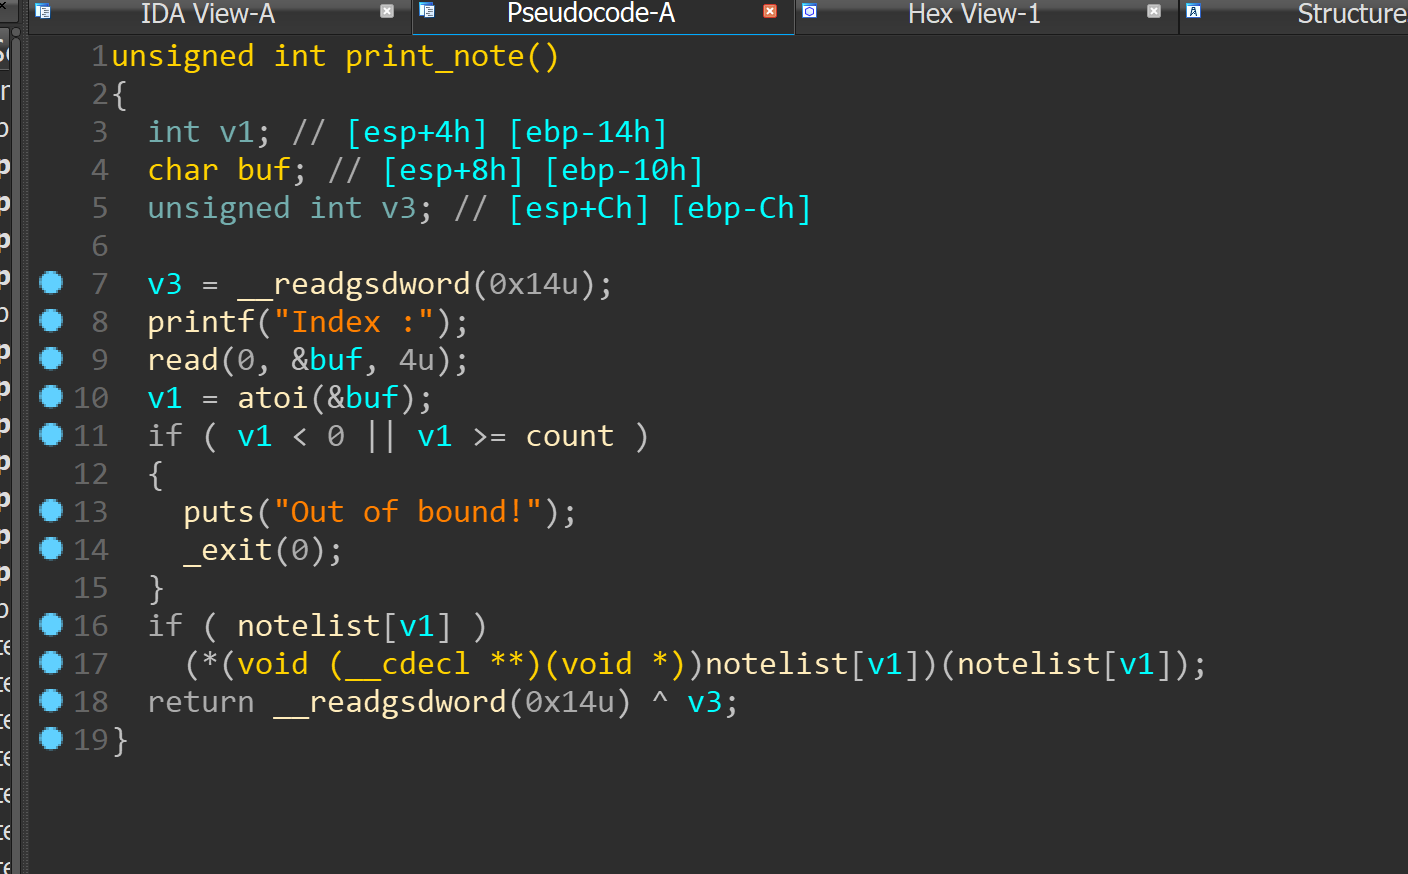 IDA View-A Pseudocode-A Hex View-1 Structure
1 unsigned int print_note()
2 {
3   int v1; // [esp+4h] [ebp-14h]
4   char buf; // [esp+8h] [ebp-10h]
5   unsigned int v3; // [esp+Ch] [ebp-Ch]
6
7   v3 = __readgsdword(0x14u);
8   printf("Index :");
9   read(0, &buf, 4u);
10   v1 = atoi(&buf);
11   if ( v1 < 0 || v1 >= count )
12   {
13     puts("Out of bound!");
14     _exit(0);
15   }
16   if ( notelist[v1] )
17     (*(void (__cdecl **)(void *))notelist[v1])(notelist[v1]);
18   return __readgsdword(0x14u) ^ v3;
19 }